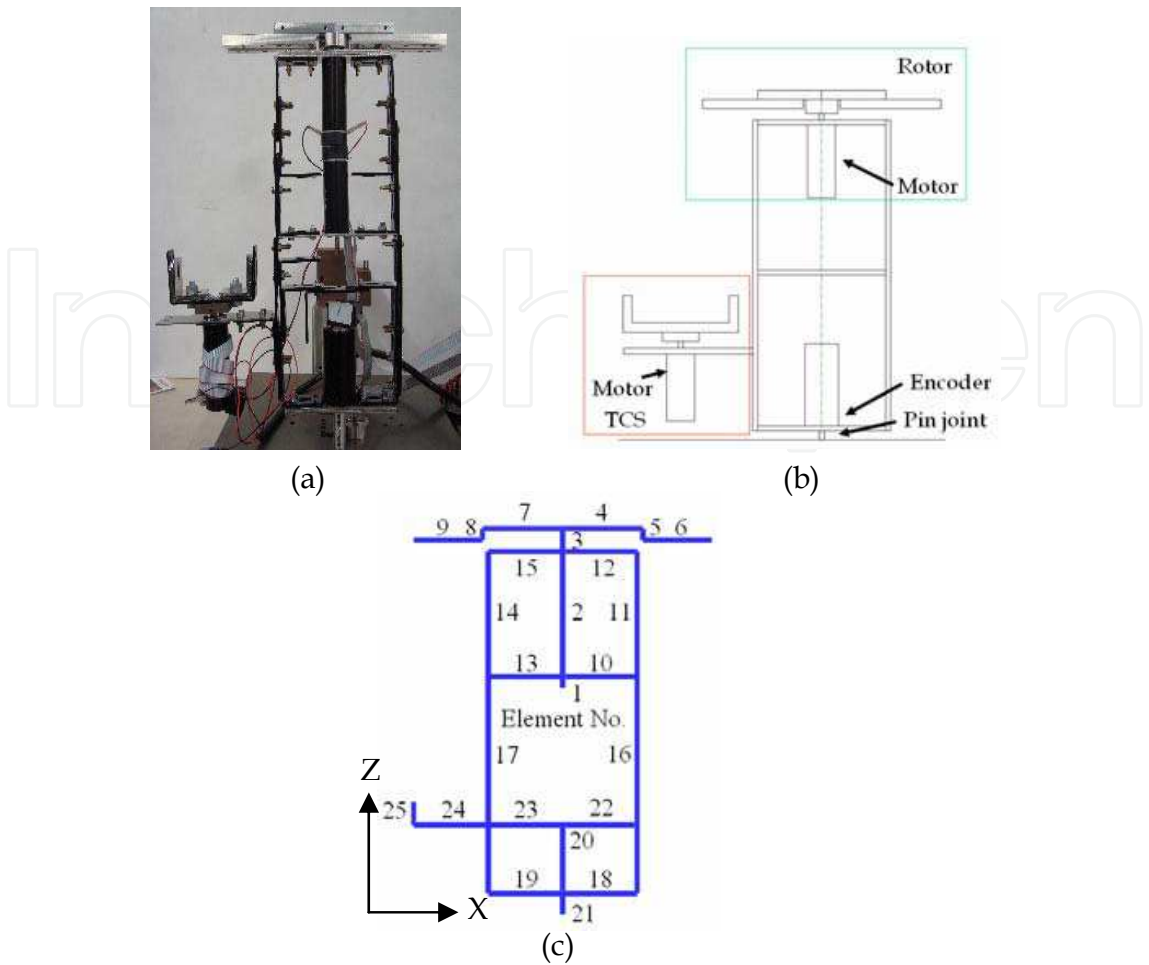 Rotor
Motor
Motor
TCS
Encoder
Pin joint
(a)
(b)
7 4
9 8 5 6
3
15 12
14 2 11
13 10
1
Element No.
17 16
Z
25 24 23 22
20
19 18
X
21
(c)